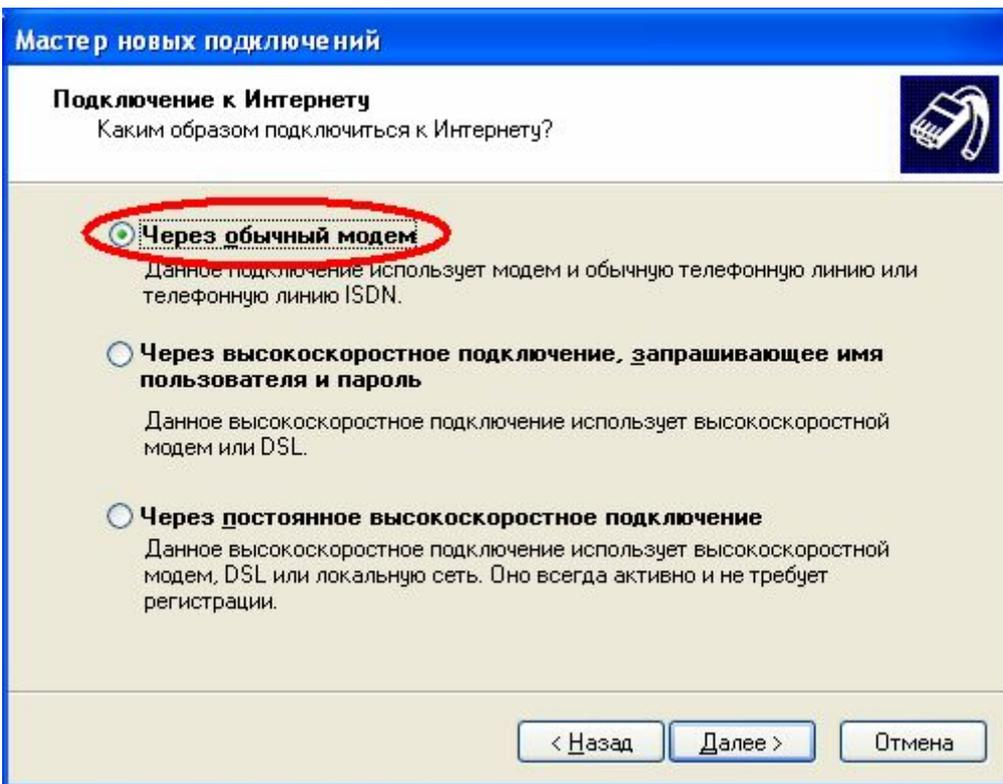 Мастер новых подключений
Подключение к Интернету
Каким образом подключиться к Интернету?
Через обычный модем
Данное подключение использует модем и обычную телефонную линию или
телефонную линию ISDN.
Через высокоскоростное подключение, запрашивающее имя
пользователя и пароль
Данное высокоскоростное подключение использует высокоскоростной
модем или DSL.
Через постоянное высокоскоростное подключение
Данное высокоскоростное подключение использует высокоскоростной
модем, DSL или локальную сеть. Оно всегда активно и не требует
регистрации.
< Назад Далее > Отмена